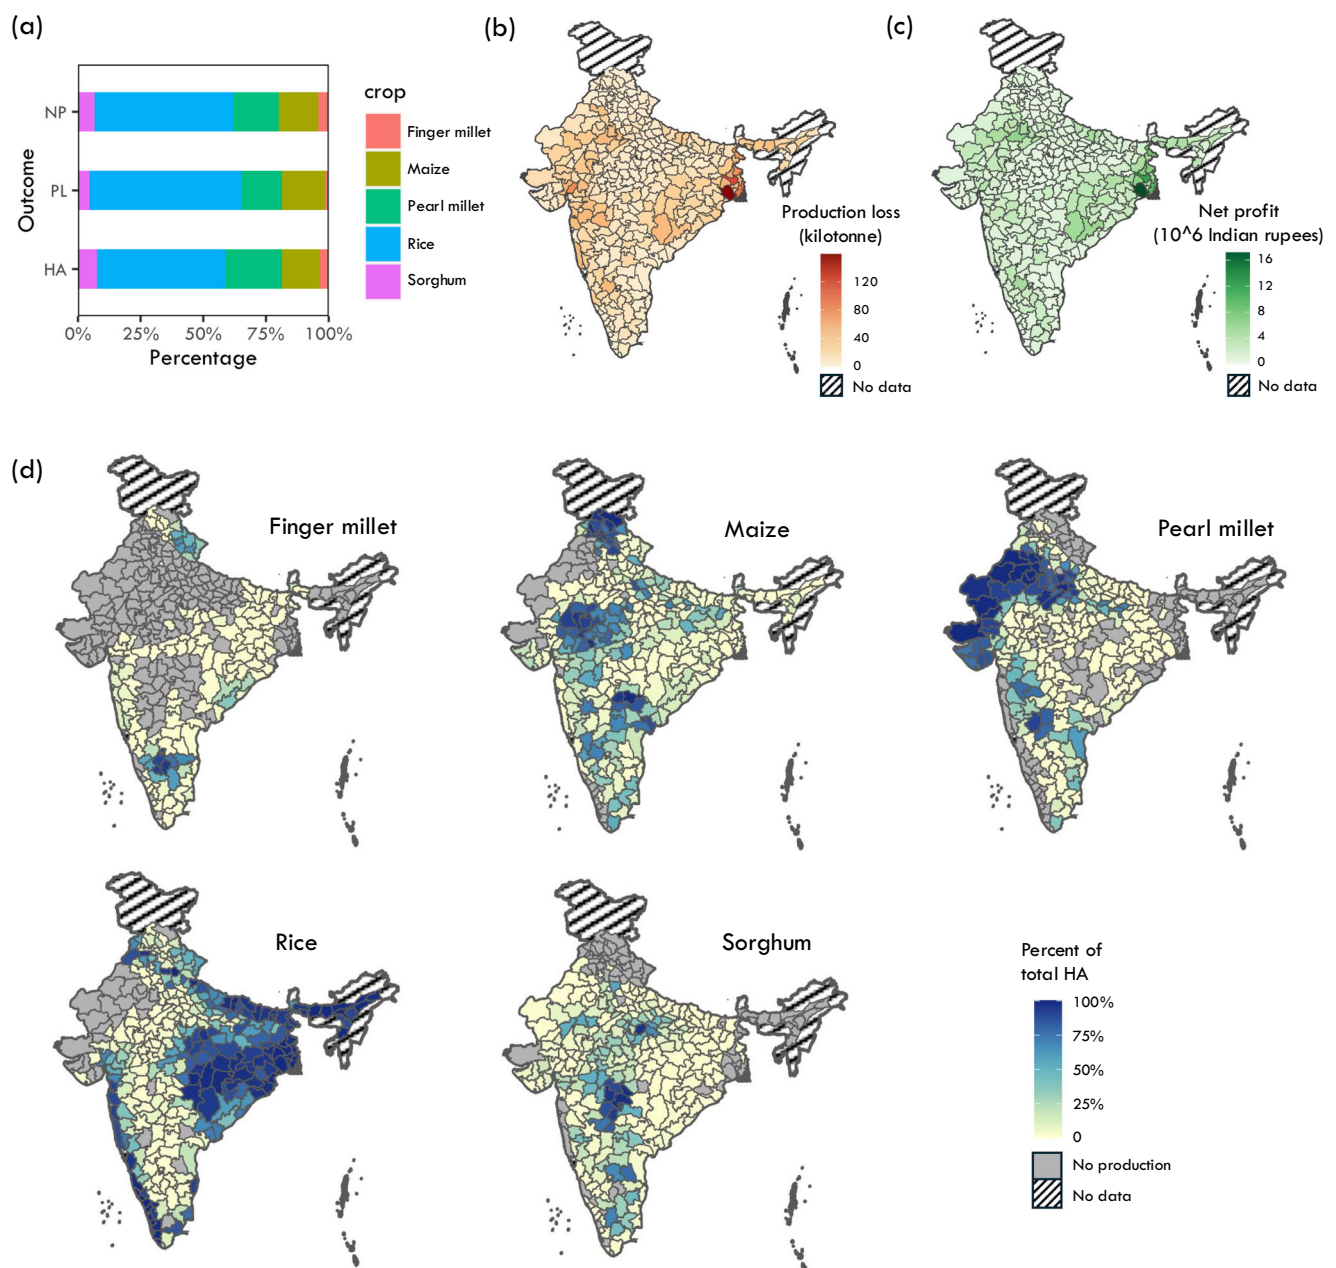 (a)
NP
PL
HA
Outcome
0%
25%
50%
75%
100%
Percentage
crop
Finger millet
Maize
Pearl millet
Rice
Sorghum
(b)
Production loss
(kilotonne)
120
80
40
0
No data
(c)
Net profit
(10^6 Indian rupees)
16
12
8
4
0
No data
(d)
Finger millet
Maize
Pearl millet
Rice
Sorghum
Percent of
total HA
100%
75%
50%
25%
0
No production
No data